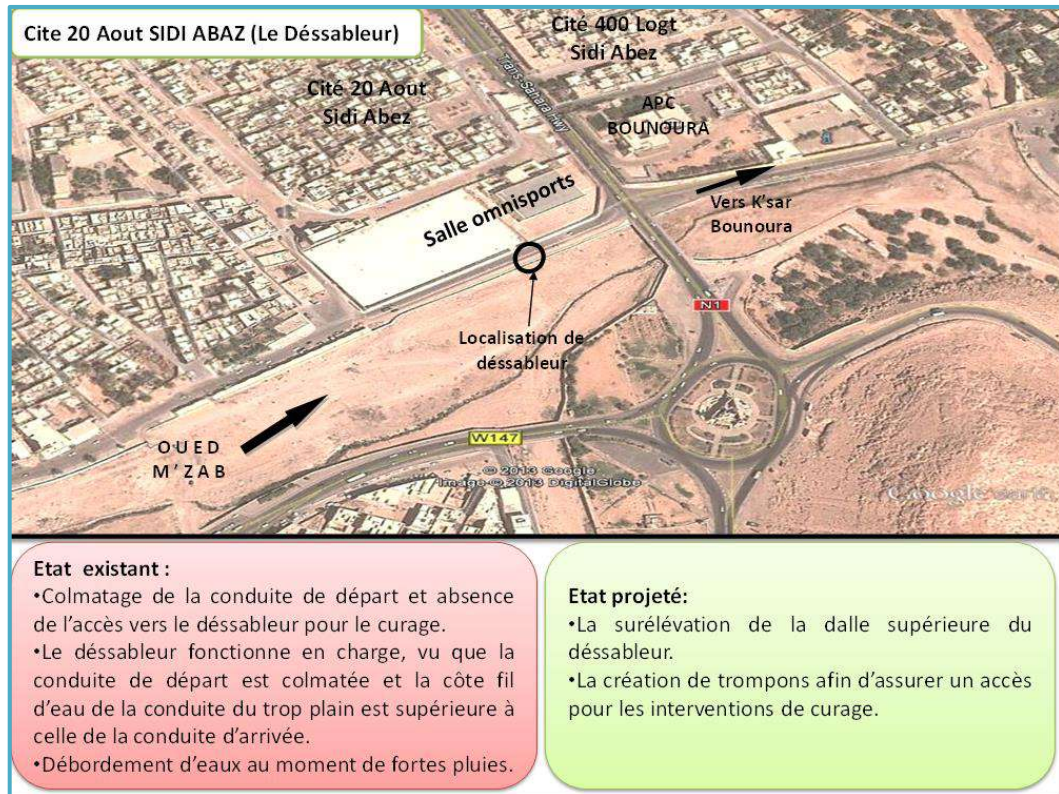 Cite 20 Aout SIDI ABAZ (Le Déssableur)
Cité 400 Logt
Sidi Abez
Trans-Sahara Hwy
Cité 20 Aout
Sidi Abez
APC
BOUNOURA
Salle omnisports
Vers K'sar
Bounoura
N1
Localisation de
déssableur
OUED
M'ZAB
W147
© 2013 Google
Image © 2013 DigitalGlobe
Google earth
Etat existant :
•Colmatage de la conduite de départ et absence
de l'accès vers le déssableur pour le curage.
•Le déssableur fonctionne en charge, vu que la
conduite de départ est colmatée et la côte fil
d'eau de la conduite du trop plain est supérieure à
celle de la conduite d'arrivée.
•Débordement d'eaux au moment de fortes pluies.
Etat projeté:
•La surélévation de la dalle supérieure du
déssableur.
•La création de trompons afin d'assurer un accès
pour les interventions de curage.